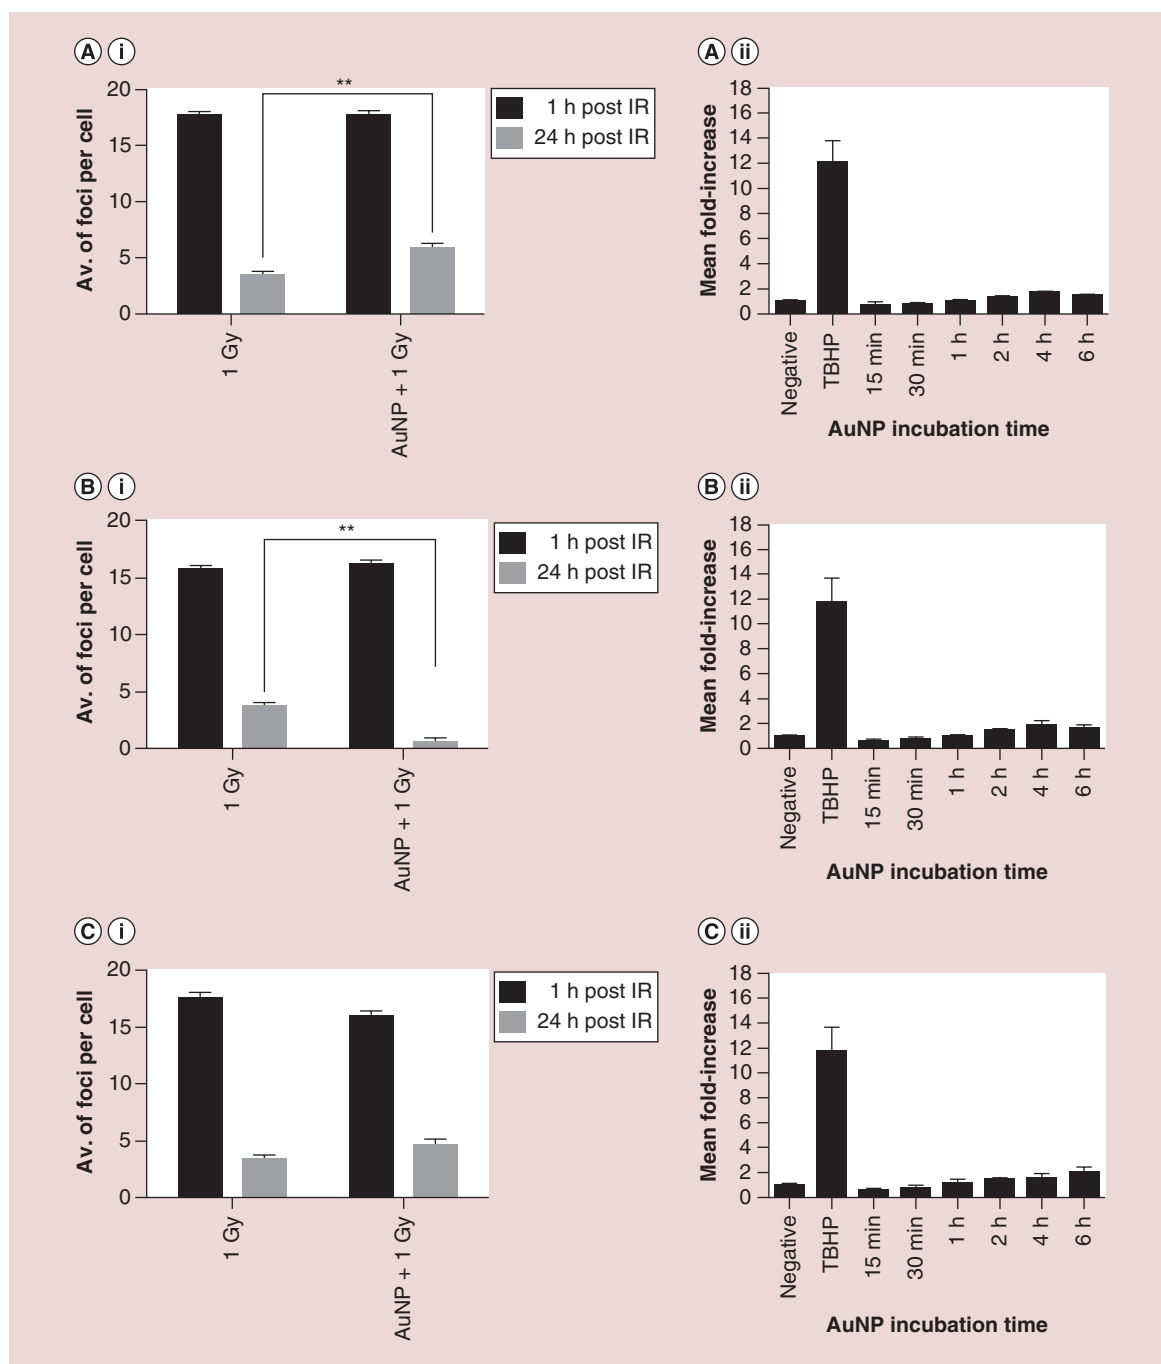 A i
**
20
15
10
5
0
Av. of foci per cell
1 h post IR
24 h post IR
1 Gy
AuNP + 1 Gy
A ii
18
16
14
12
10
8
6
4
2
0
Mean fold-increase
Negative
TBHP
15 min
30 min
1 h
2 h
4 h
6 h
AuNP incubation time
B i
**
20
15
10
5
0
Av. of foci per cell
1 h post IR
24 h post IR
1 Gy
AuNP + 1 Gy
B ii
18
16
14
12
10
8
6
4
2
0
Mean fold-increase
Negative
TBHP
15 min
30 min
1 h
2 h
4 h
6 h
AuNP incubation time
C i
20
15
10
5
0
Av. of foci per cell
1 h post IR
24 h post IR
1 Gy
AuNP + 1 Gy
C ii
18
16
14
12
10
8
6
4
2
0
Mean fold-increase
Negative
TBHP
15 min
30 min
1 h
2 h
4 h
6 h
AuNP incubation time